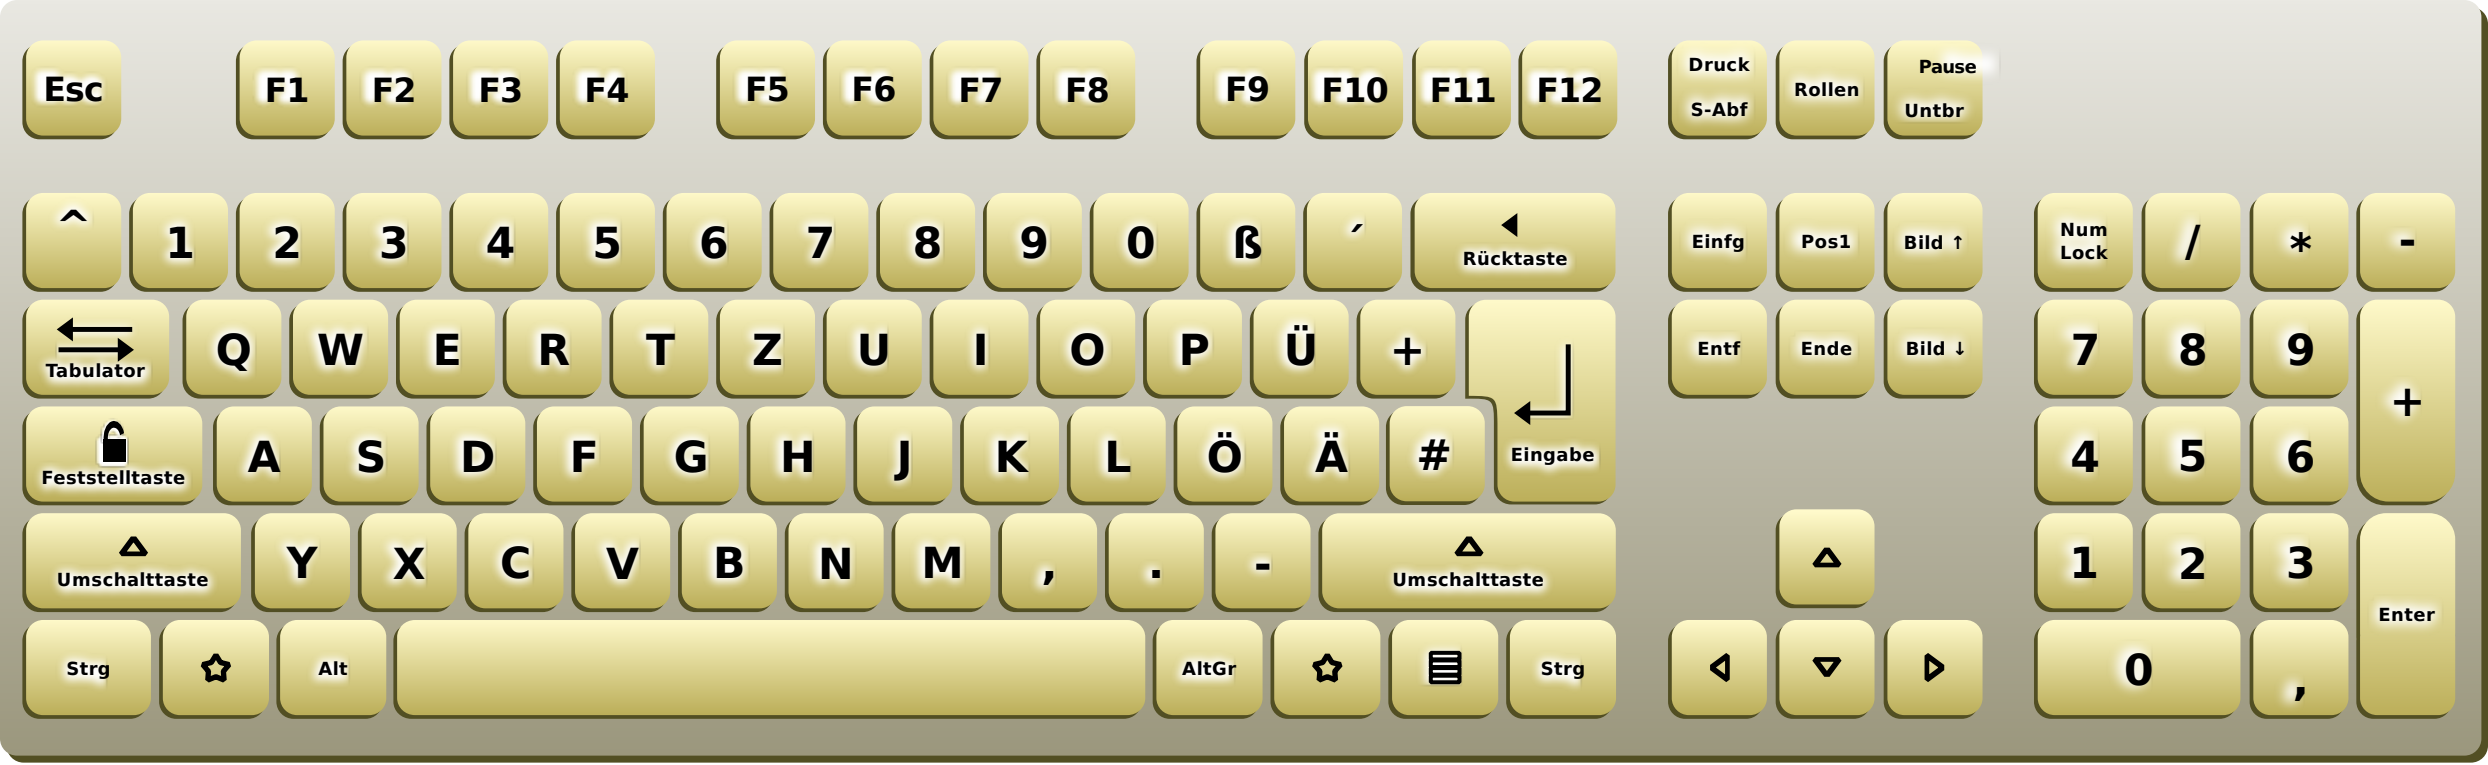 Esc F1 F2 F3 F4 F5 F6 F7 F8 F9 F10 F11 F12 Druck S-Abf Rollen Pause Untbr
^ 1 2 3 4 5 6 7 8 9 0 ß ´ Rücktaste Einfg Pos1 Bild ↑ Num Lock / * -
Tabulator Q W E R T Z U I O P Ü + Entf Ende Bild ↓ 7 8 9 +
Feststelltaste A S D F G H J K L Ö Ä # Eingabe 4 5 6
Umschalttaste Y X C V B N M , . - Umschalttaste 1 2 3 Enter
Strg Alt AltGr Strg 0 ,